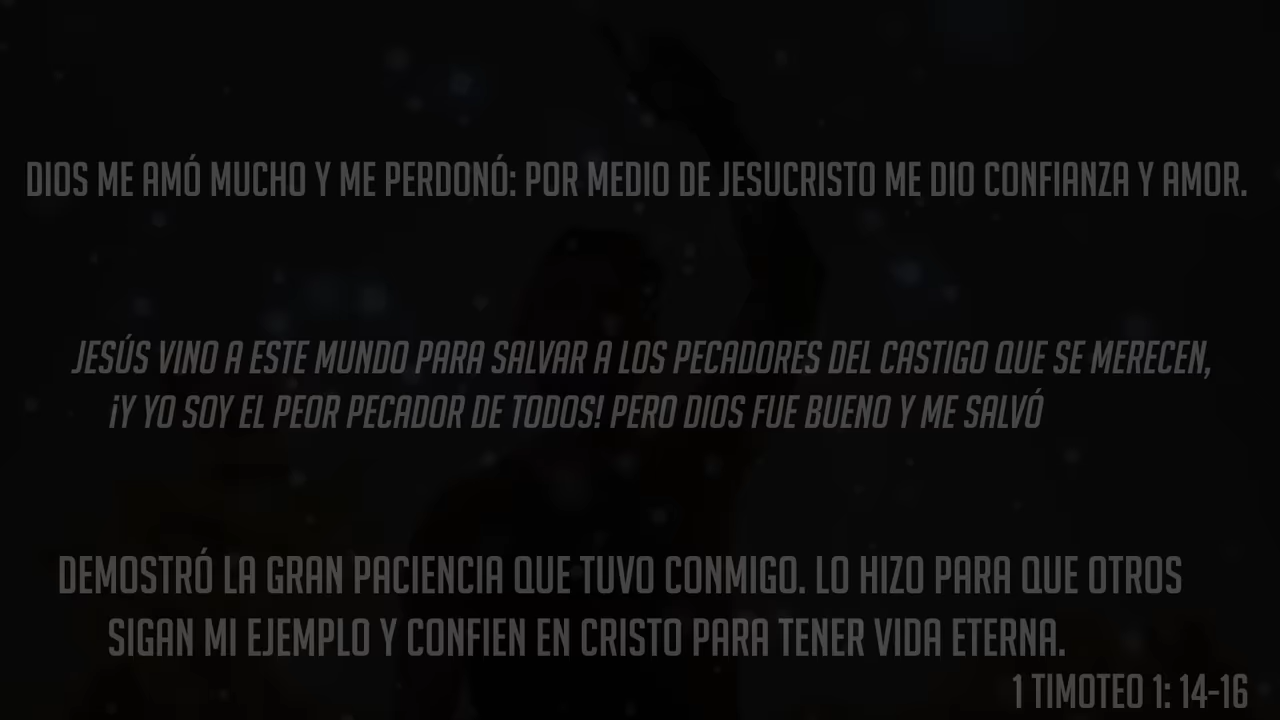 DIOS ME AMÓ MUCHO Y ME PERDONÓ: POR MEDIO DE JESUCRISTO ME DIO CONFIANZA Y AMOR.
JESÚS VINO A ESTE MUNDO PARA SALVAR A LOS PECADORES DEL CASTIGO QUE SE MERECEN,
¡Y YO SOY EL PEOR PECADOR DE TODOS! PERO DIOS FUE BUENO Y ME SALVÓ
DEMOSTRÓ LA GRAN PACIENCIA QUE TUVO CONMIGO. LO HIZO PARA QUE OTROS
SIGAN MI EJEMPLO Y CONFIEN EN CRISTO PARA TENER VIDA ETERNA.
1 TIMOTEO 1: 14-16